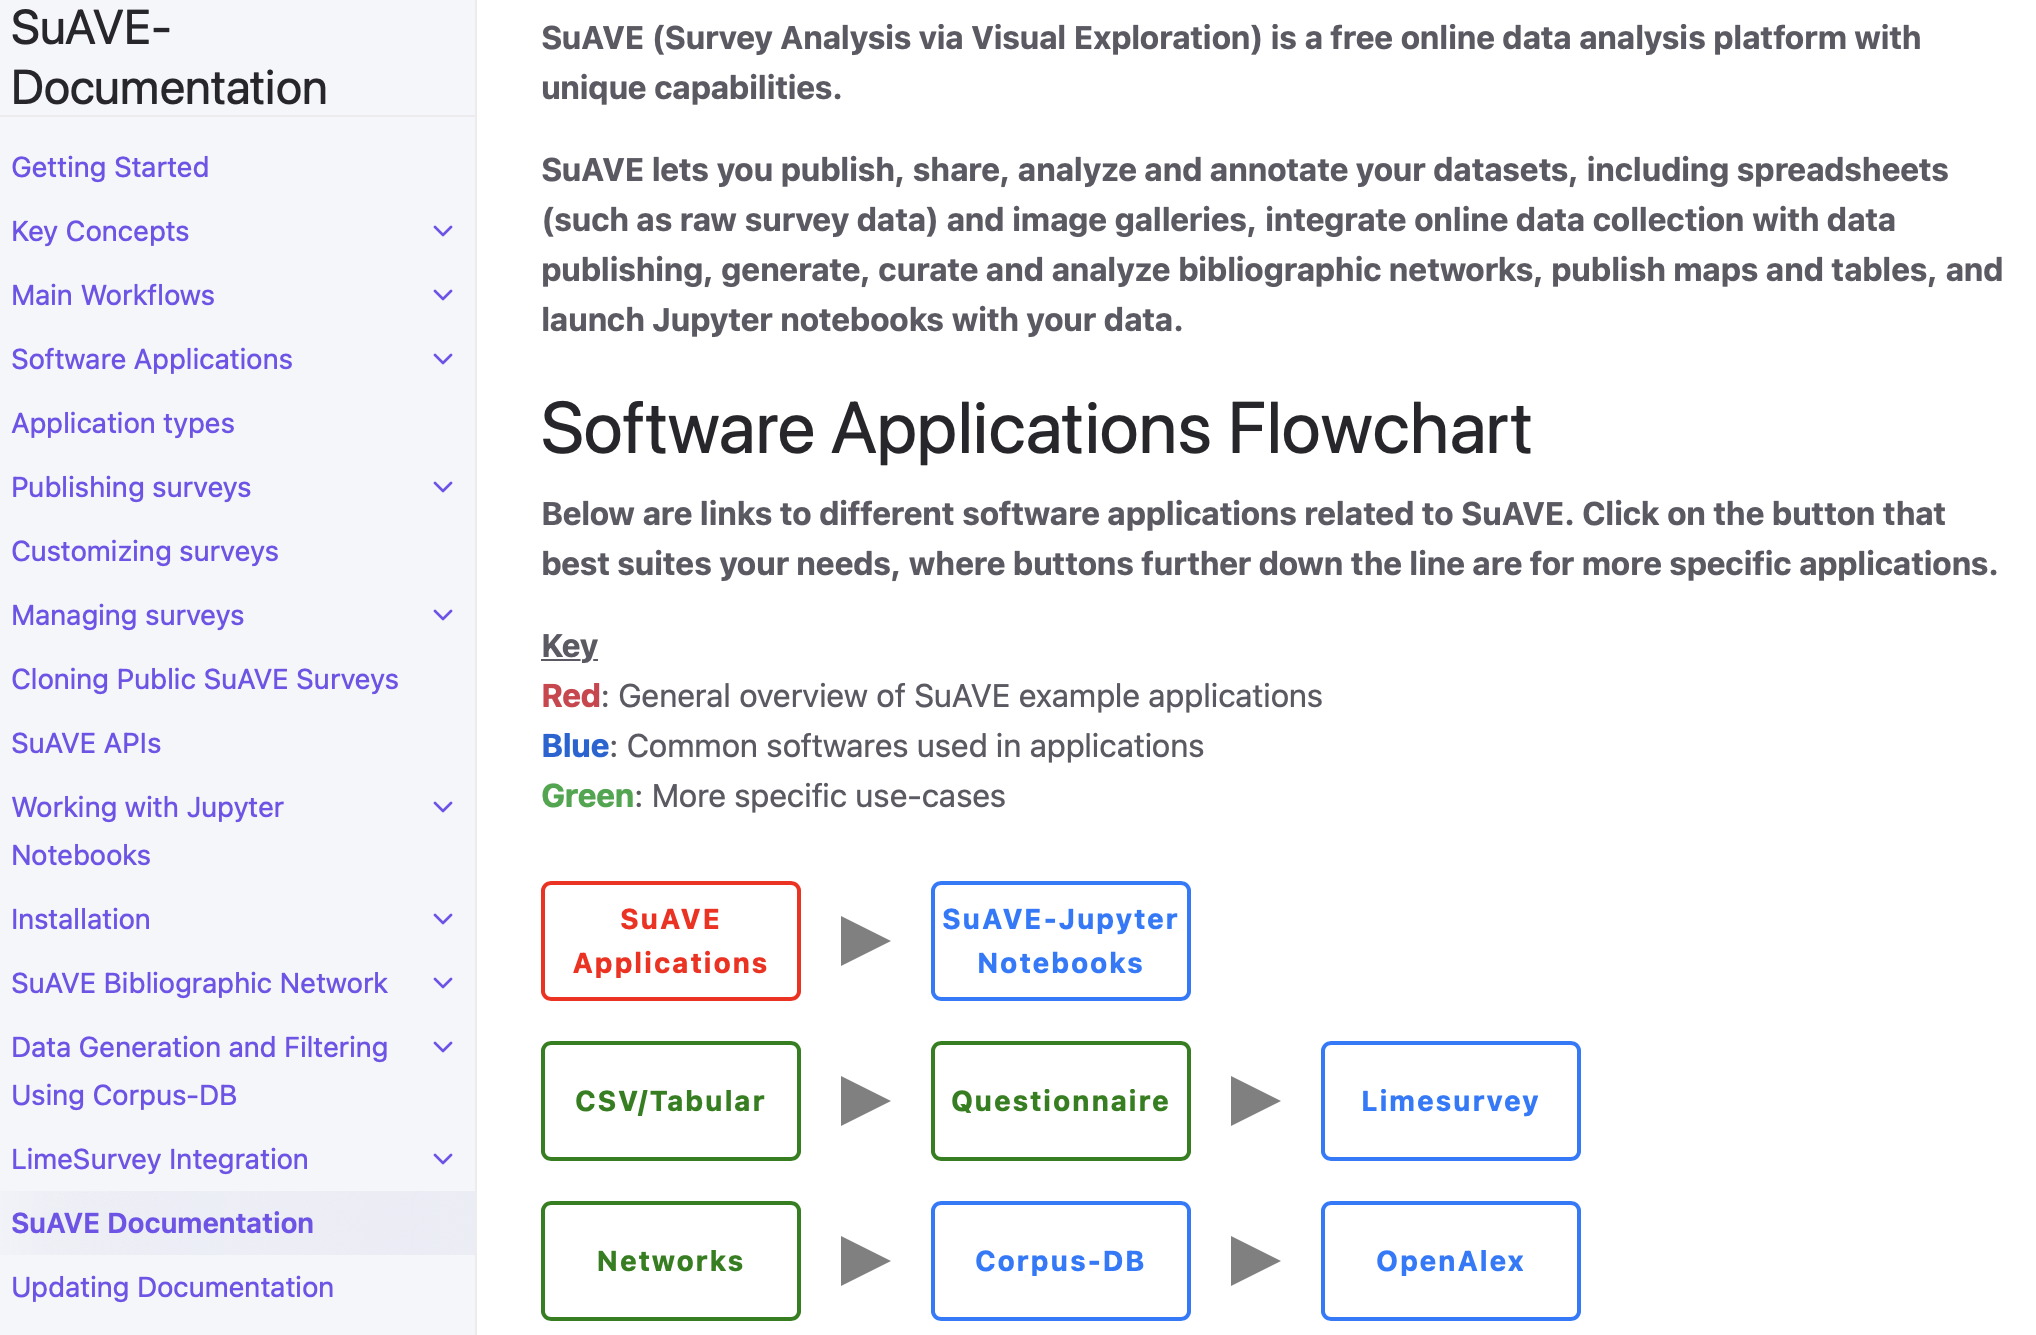 SuAVE-
Documentation
Getting Started
Key Concepts
Main Workflows
Software Applications
Application types
Publishing surveys
Customizing surveys
Managing surveys
Cloning Public SuAVE Surveys
SuAVE APIs
Working with Jupyter
Notebooks
Installation
SuAVE Bibliographic Network
Data Generation and Filtering
Using Corpus-DB
LimeSurvey Integration
SuAVE Documentation
Updating Documentation
SuAVE (Survey Analysis via Visual Exploration) is a free online data analysis platform with
unique capabilities.
SuAVE lets you publish, share, analyze and annotate your datasets, including spreadsheets
(such as raw survey data) and image galleries, integrate online data collection with data
publishing, generate, curate and analyze bibliographic networks, publish maps and tables, and
launch Jupyter notebooks with your data.
Software Applications Flowchart
Below are links to different software applications related to SuAVE. Click on the button that
best suites your needs, where buttons further down the line are for more specific applications.
Key
Red: General overview of SuAVE example applications
Blue: Common softwares used in applications
Green: More specific use-cases
SuAVE
Applications
SuAVE-Jupyter
Notebooks
CSV/Tabular
Questionnaire
Limesurvey
Networks
Corpus-DB
OpenAlex